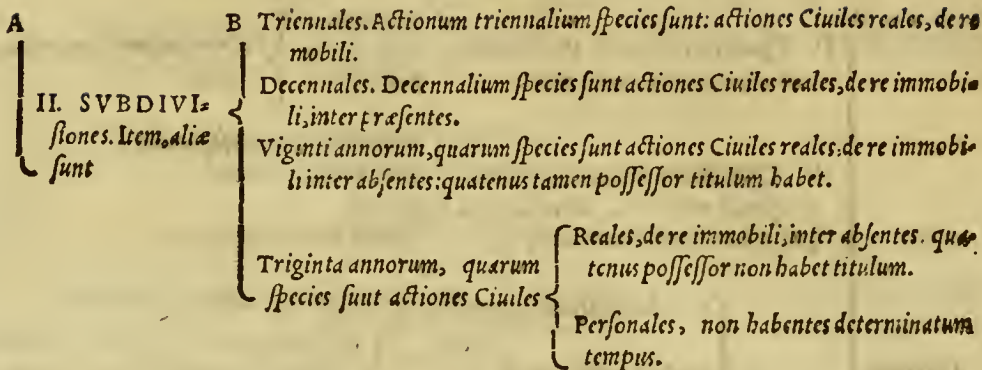 A
II. SVBDIVI=
ſiones. Item, aliæ
ſunt
B Triennales. Actionum triennalium ſpecies ſunt: actiones Ciuiles reales, de re
mobili.
Decennales. Decennalium ſpecies ſunt actiones Ciuiles reales, de re immobi=
li, inter præſentes.
Viginti annorum, quarum ſpecies ſunt actiones Ciuiles reales: de re immobi=
li inter abſentes: quatenus tamen poſſeſſor titulum habet.
Triginta annorum, quarum
ſpecies ſunt actiones Ciuiles
Reales, de re immobili, inter abſentes. qua=
tenus poſſeſſor non habet titulum.
Perſonales, non habentes determinatum
tempus.